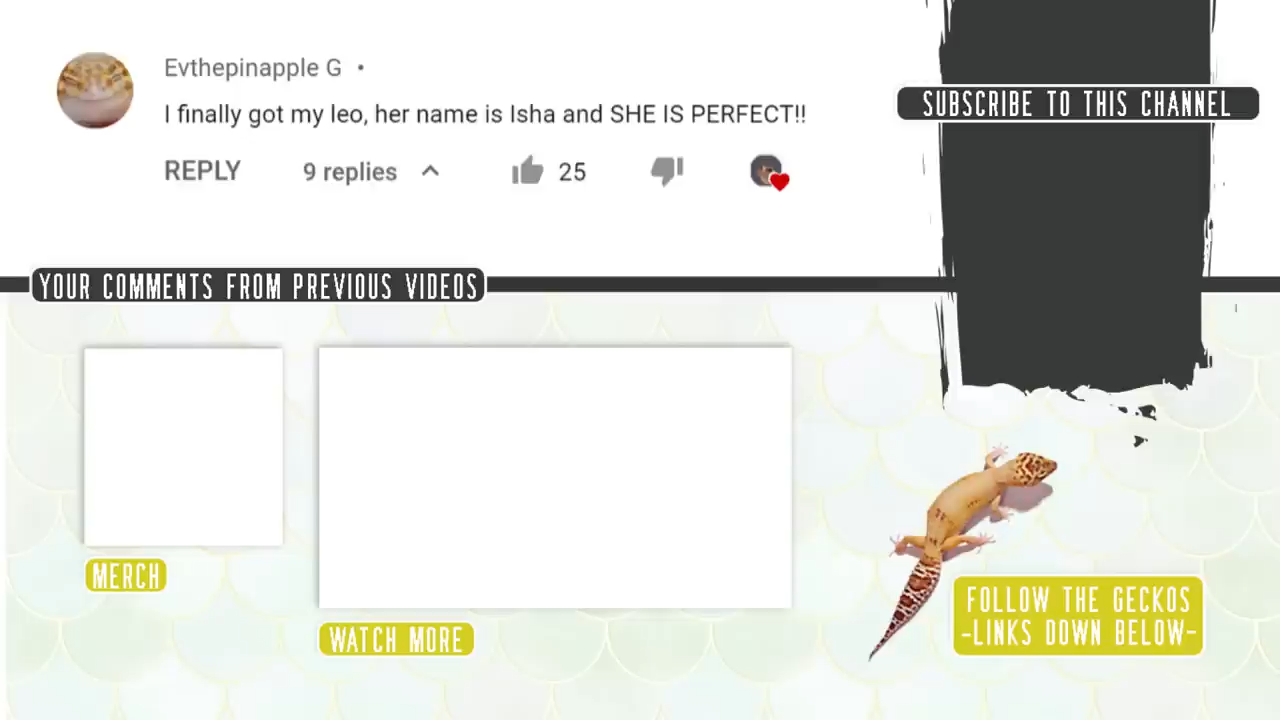 Evthepinapple G •
I finally got my leo, her name is Isha and SHE IS PERFECT!!
REPLY 9 replies 25
SUBSCRIBE TO THIS CHANNEL
YOUR COMMENTS FROM PREVIOUS VIDEOS
MERCH
WATCH MORE
FOLLOW THE GECKOS
-LINKS DOWN BELOW-